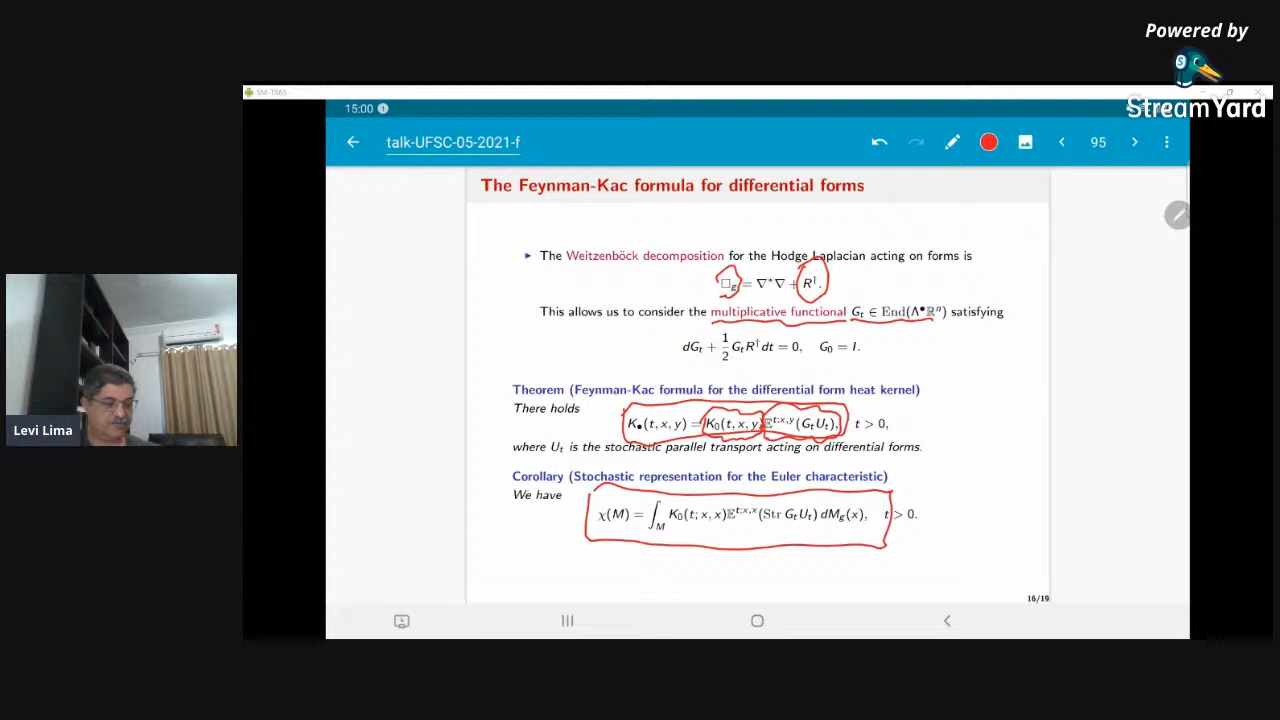 Powered by
StreamYard
SM-T865
15:00
talk-UFSC-05-2021-f
95
The Feynman-Kac formula for differential forms
▸ The Weitzenböck decomposition for the Hodge Laplacian acting on forms is
□g = ∇*∇ + R†.
This allows us to consider the multiplicative functional Gt ∈ End(Λ•ℝⁿ) satisfying
dGt + 1/2 GtR†dt = 0, G0 = I.
Theorem (Feynman-Kac formula for the differential form heat kernel)
There holds
K•(t, x, y) = K0(t, x, y)𝔼^{t;x,y}(GtUt), t > 0,
where Ut is the stochastic parallel transport acting on differential forms.
Corollary (Stochastic representation for the Euler characteristic)
We have
χ(M) = ∫M K0(t; x, x)𝔼^{t;x,x}(Str GtUt) dMg(x), t > 0.
16/19
Levi Lima